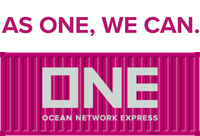 AS ONE, WE CAN.
ONE
OCEAN NETWORK EXPRESS